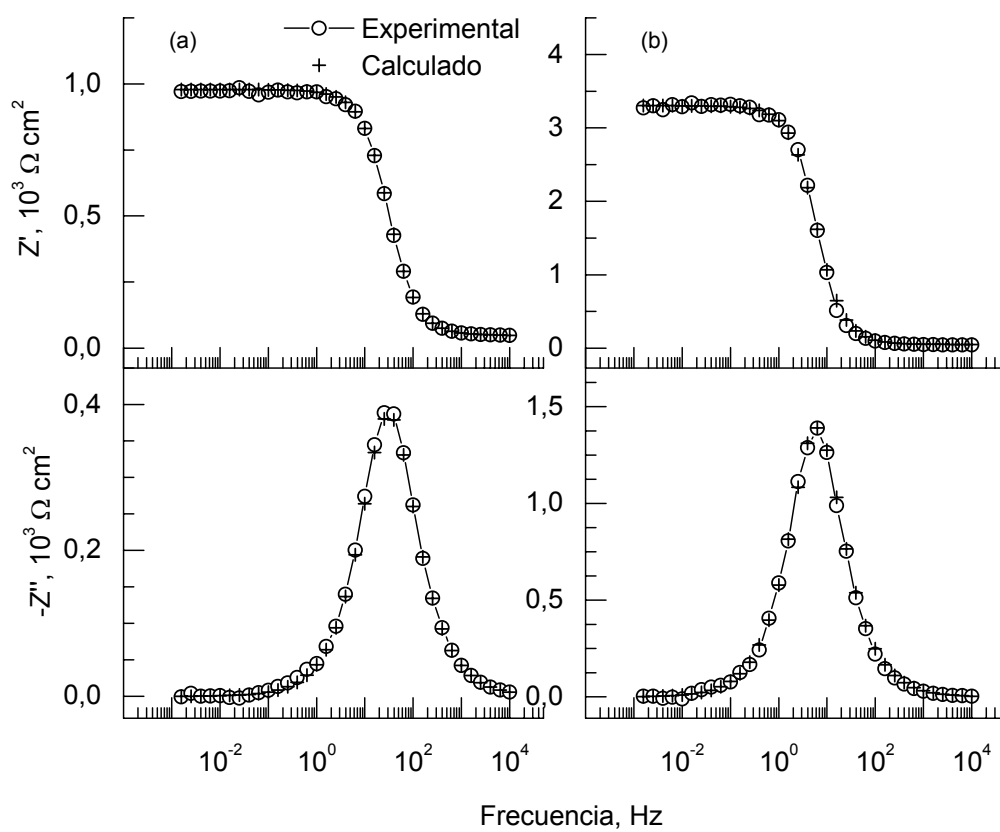 (a)
Experimental
Calculado
(b)
1,0
0,5
0,0
Z', 10³ Ω cm²
4
3
2
1
0
0,4
0,2
0,0
-Z'', 10³ Ω cm²
1,5
1,0
0,5
0,0
10⁻² 10⁰ 10² 10⁴
10⁻² 10⁰ 10² 10⁴
Frecuencia, Hz